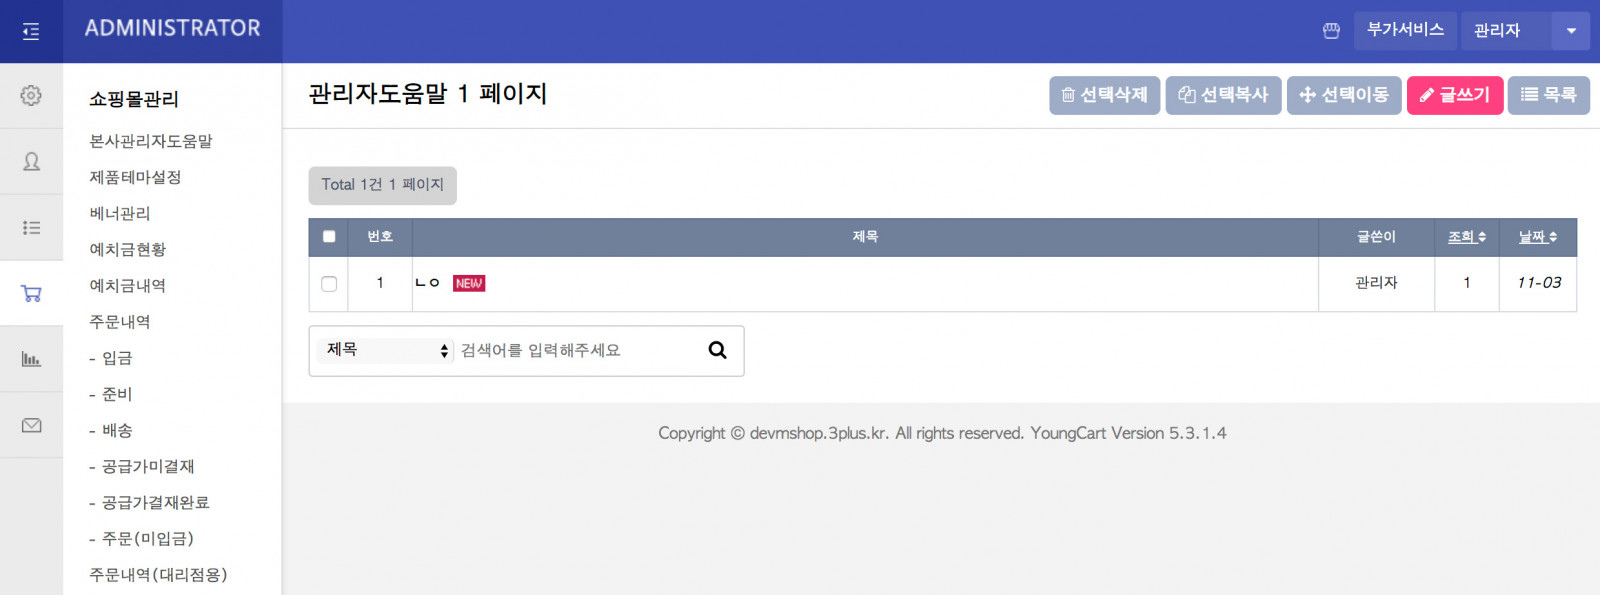 ADMINISTRATOR
부가서비스
관리자
쇼핑몰관리
본사관리자도움말
제품테마설정
베너관리
예치금현황
예치금내역
주문내역
- 입금
- 준비
- 배송
- 공급가미결재
- 공급가결재완료
- 주문(미입금)
주문내역(대리점용)
관리자도움말 1 페이지
선택삭제
선택복사
선택이동
글쓰기
목록
Total 1건 1 페이지
번호 제목 글쓴이 조회 날짜
1 ㄴㅇ NEW 관리자 1 11-03
제목 검색어를 입력해주세요
Copyright © devmshop.3plus.kr. All rights reserved. YoungCart Version 5.3.1.4